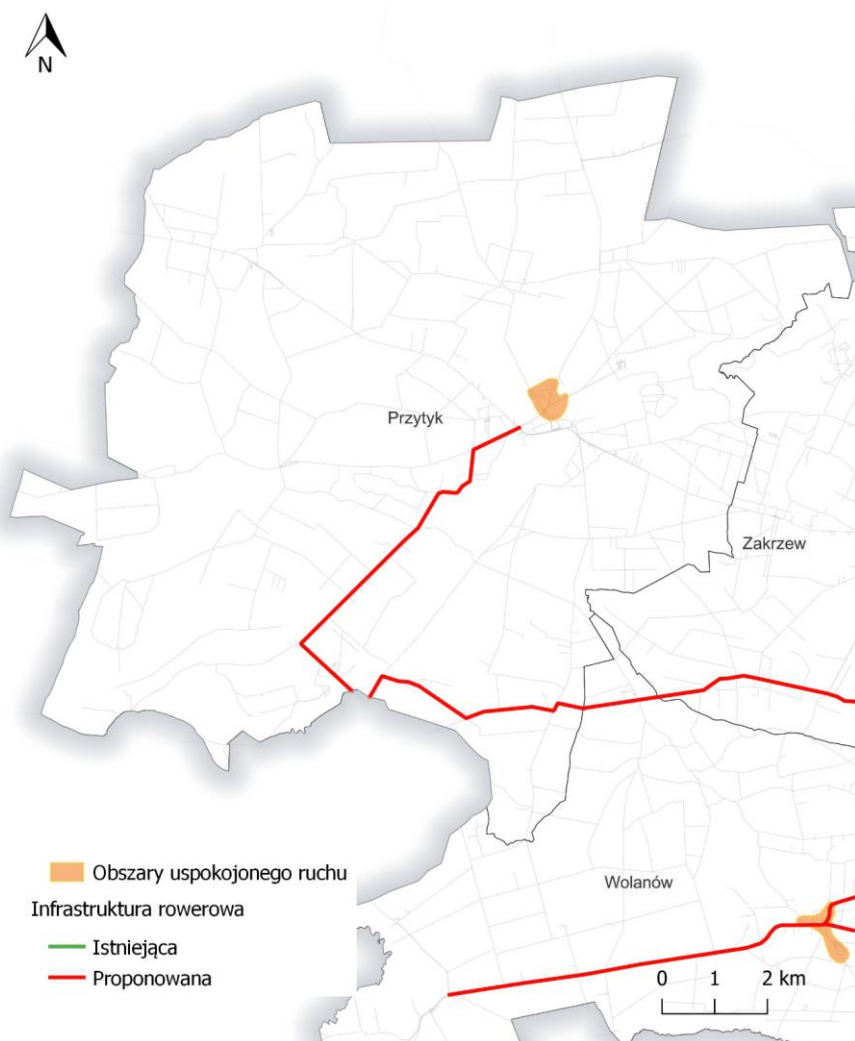 N
Przytyk
Zakrzew
Wolanów
Obszary uspokojonego ruchu
Infrastruktura rowerowa
Istniejąca
Proponowana
0 1 2 km